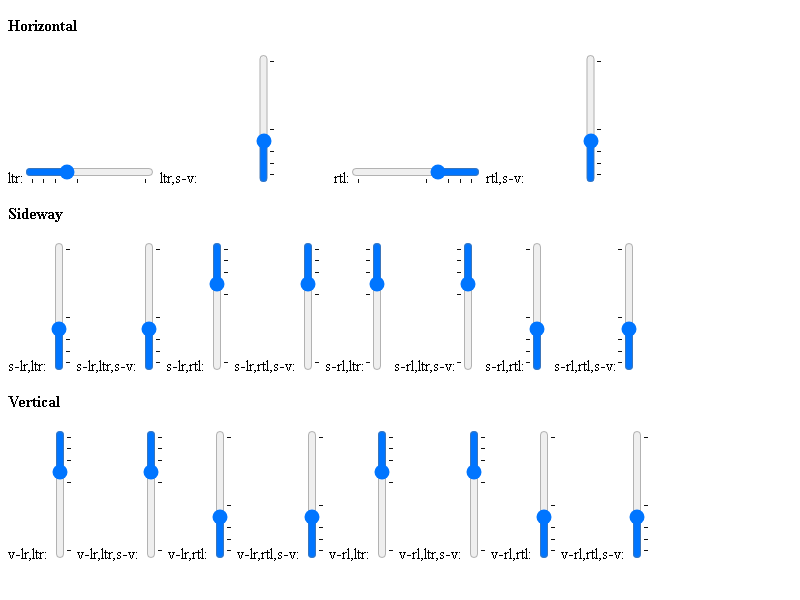 Horizontal
ltr: ltr,s-v: rtl: rtl,s-v:
Sideway
s-lr,ltr: s-lr,ltr,s-v: s-lr,rtl: s-lr,rtl,s-v: s-rl,ltr: s-rl,ltr,s-v: s-rl,rtl: s-rl,rtl,s-v:
Vertical
v-lr,ltr: v-lr,ltr,s-v: v-lr,rtl: v-lr,rtl,s-v: v-rl,ltr: v-rl,ltr,s-v: v-rl,rtl: v-rl,rtl,s-v: